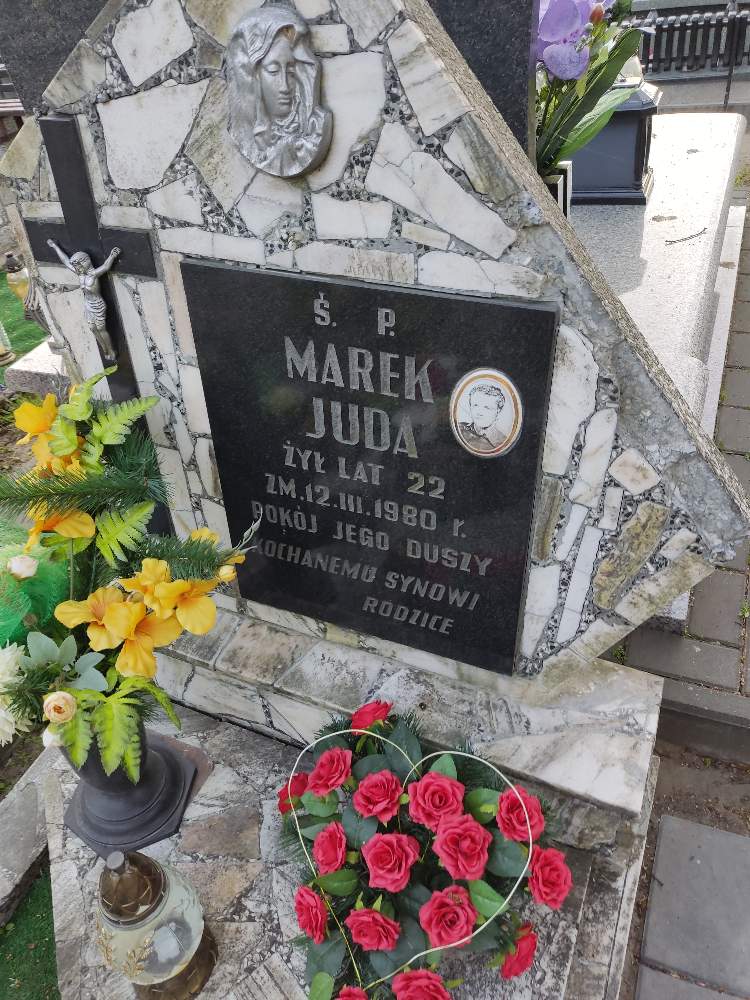 Ś. P.
MAREK
JUDA
ŻYŁ LAT 22
ZM.12.III.1980 r.
POKÓJ JEGO DUSZY
KOCHANEMU SYNOWI
RODZICE